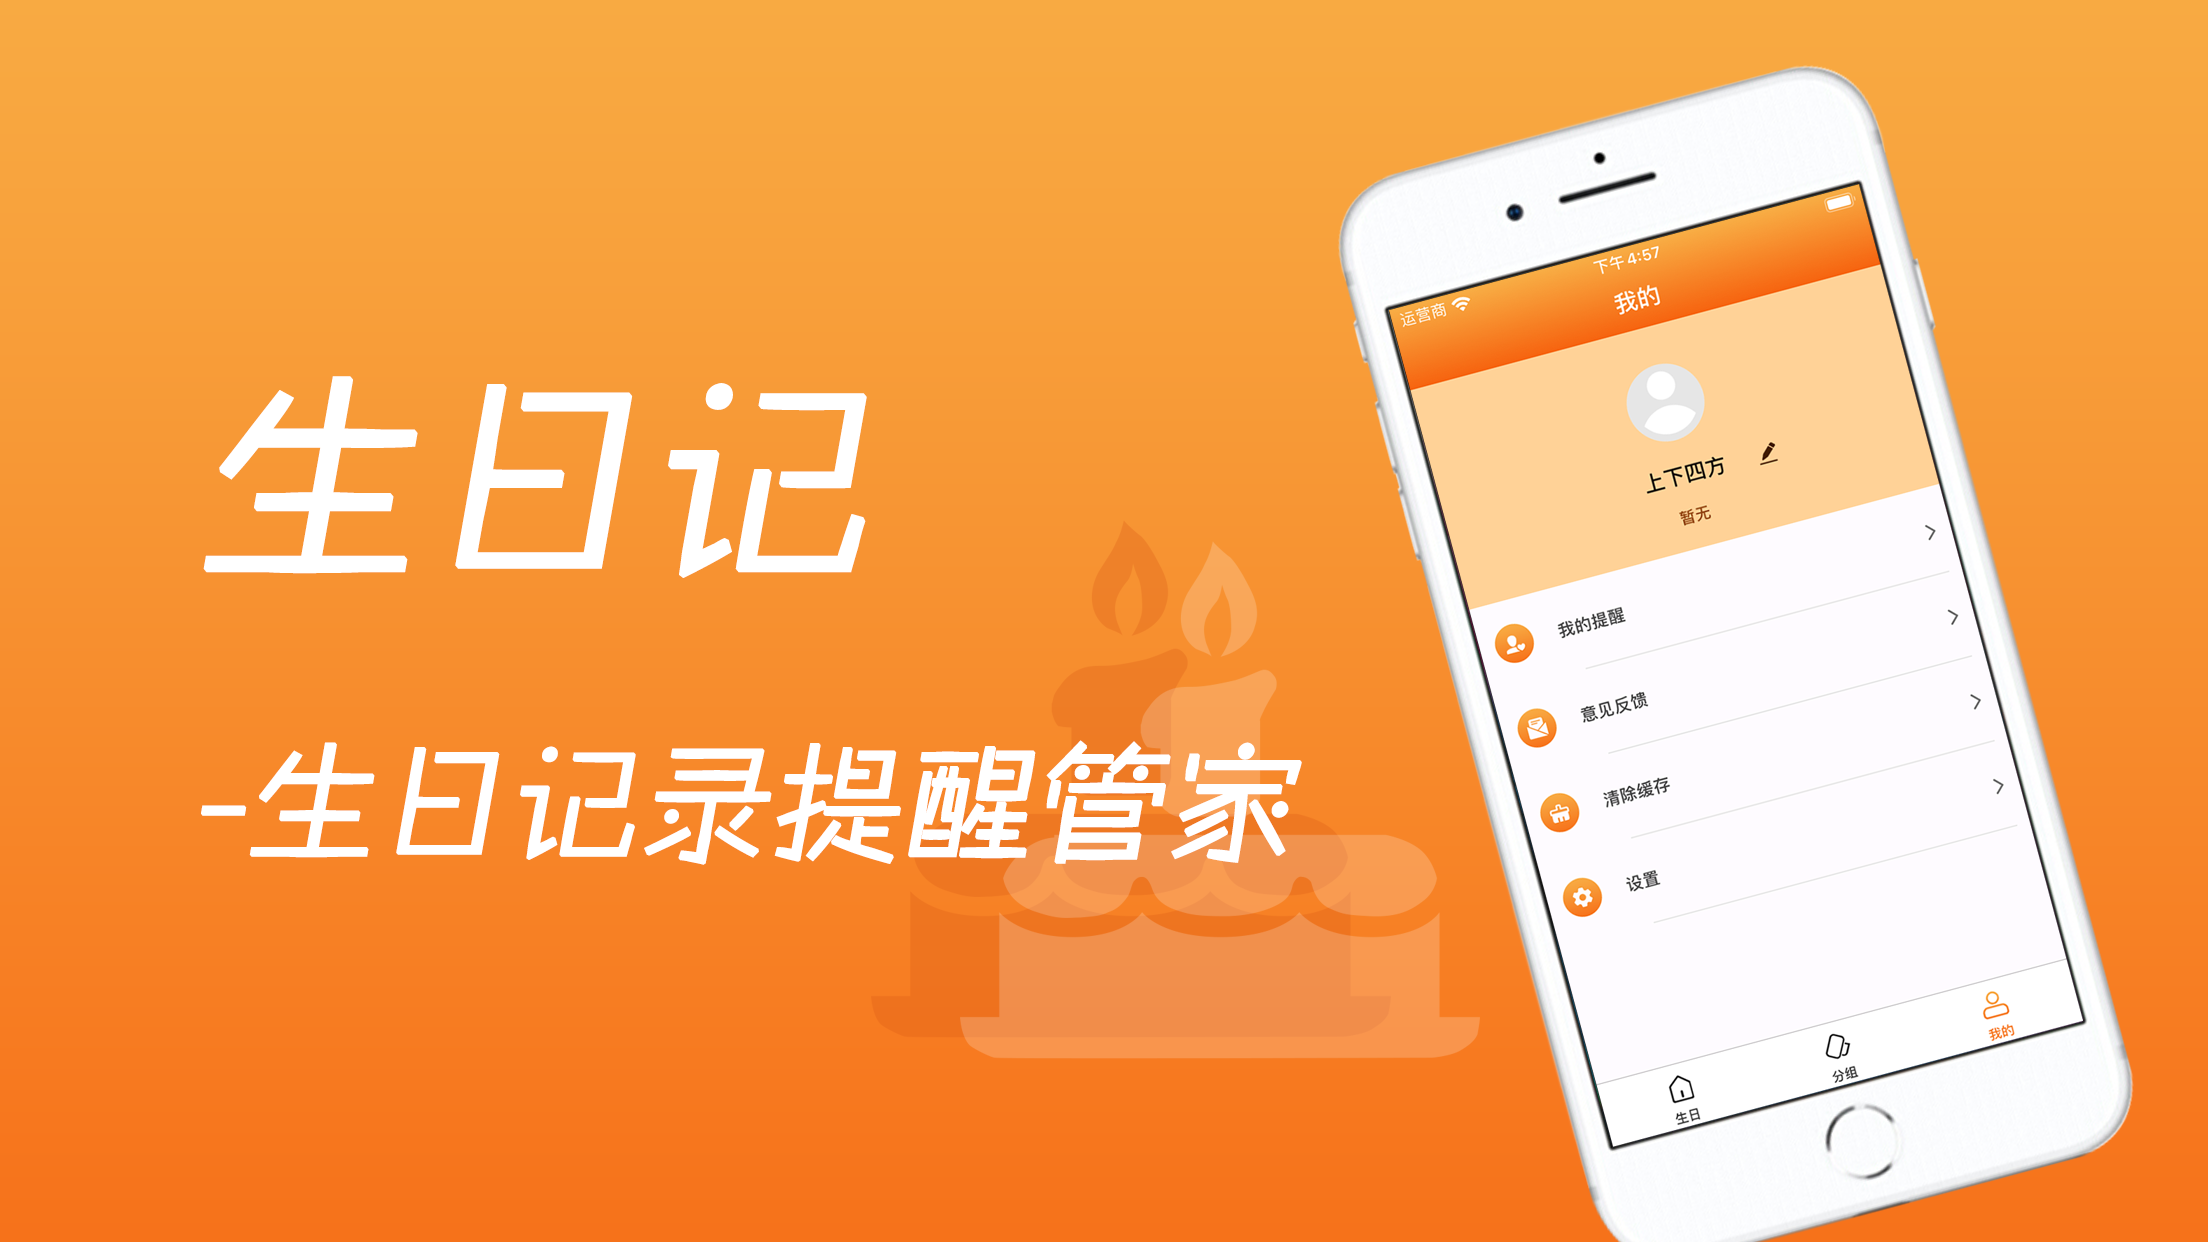 生日记
-生日记录提醒管家
运营商
下午4:57
我的
上下四方
暂无
我的提醒
意见反馈
清除缓存
设置
生日
分组
我的